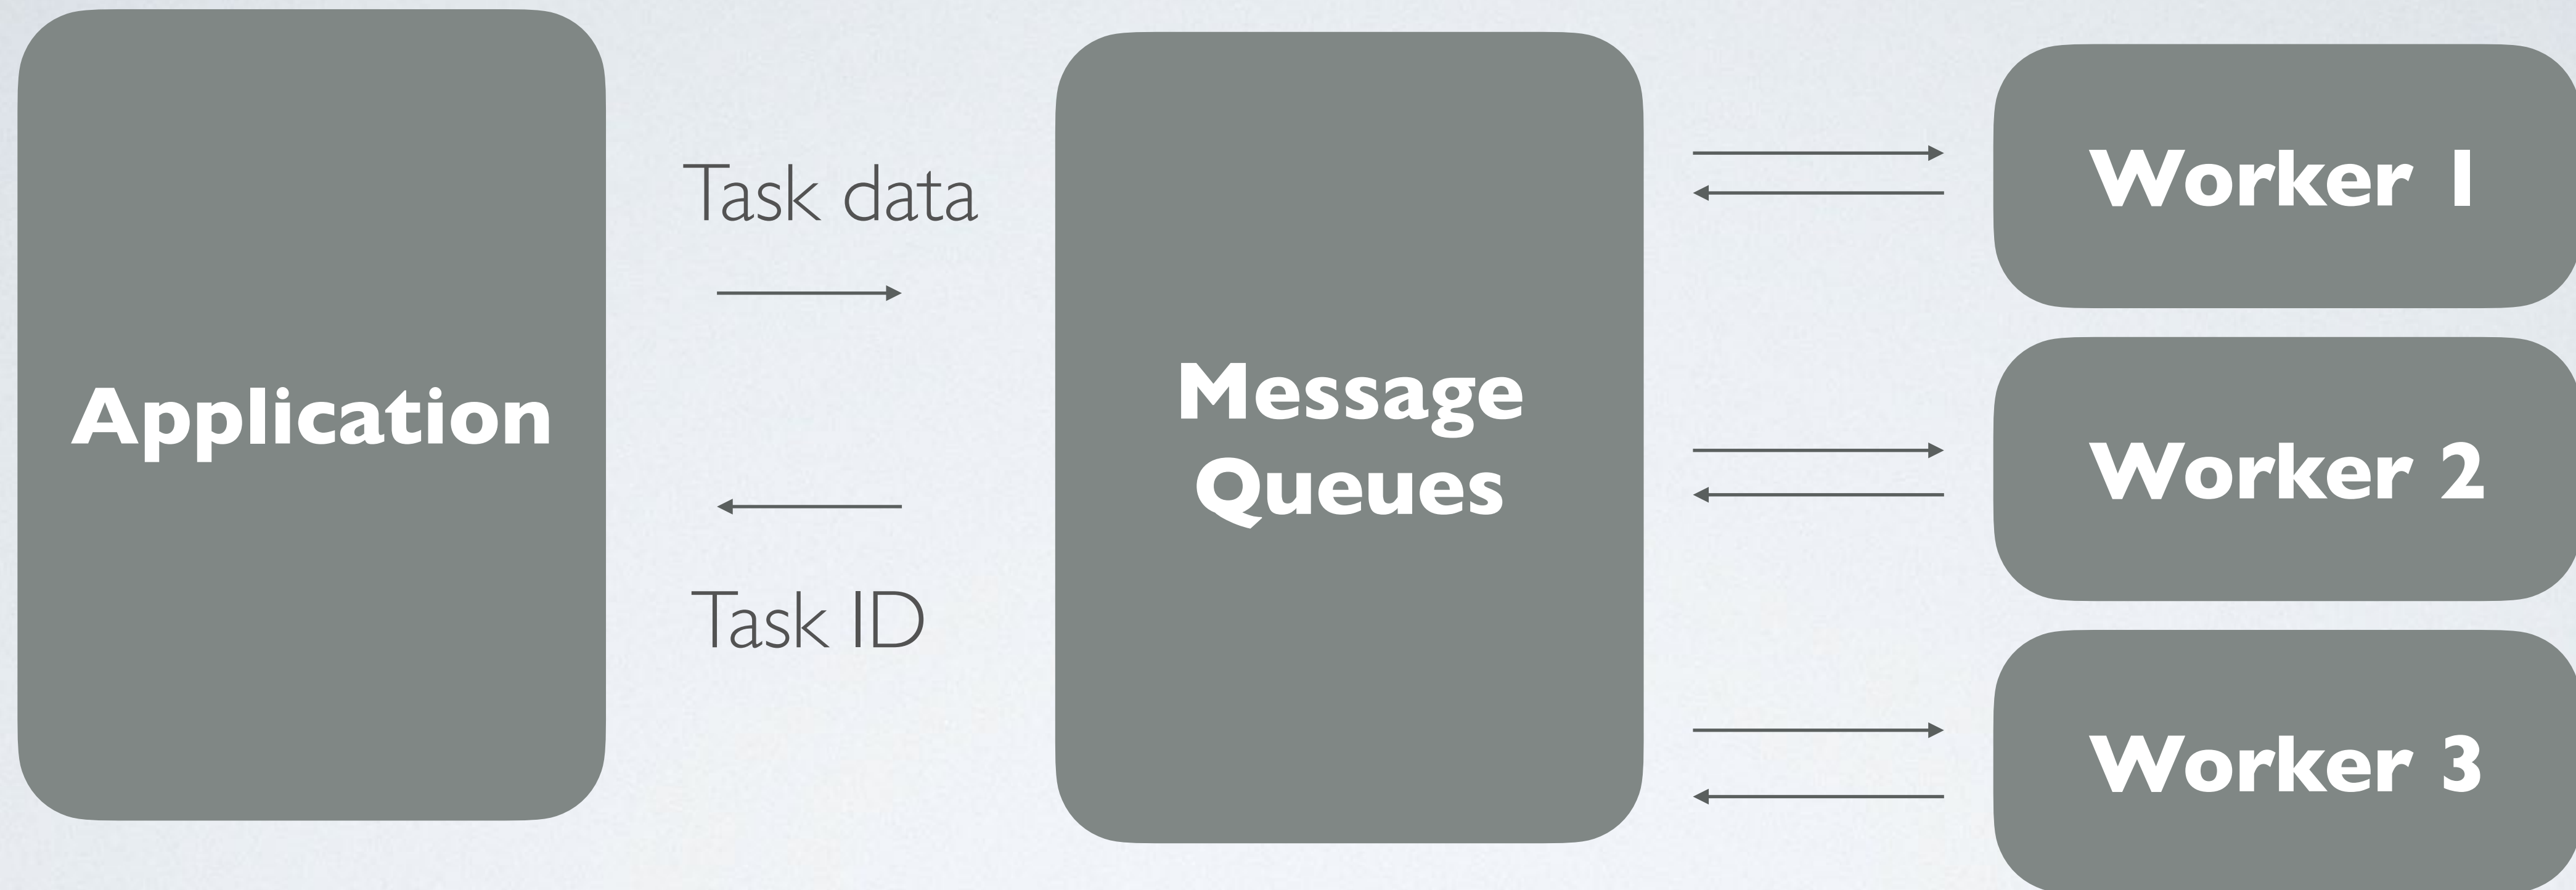 Application
Task data
Task ID
Message
Queues
Worker 1
Worker 2
Worker 3